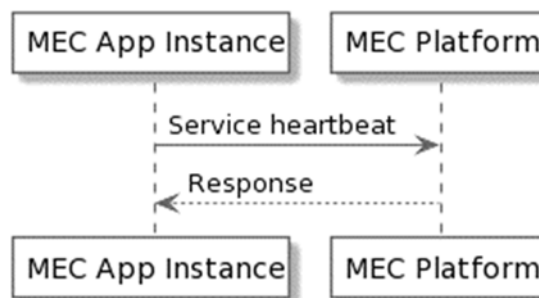 MEC App Instance MEC Platform
Service heartbeat
Response
MEC App Instance MEC Platform